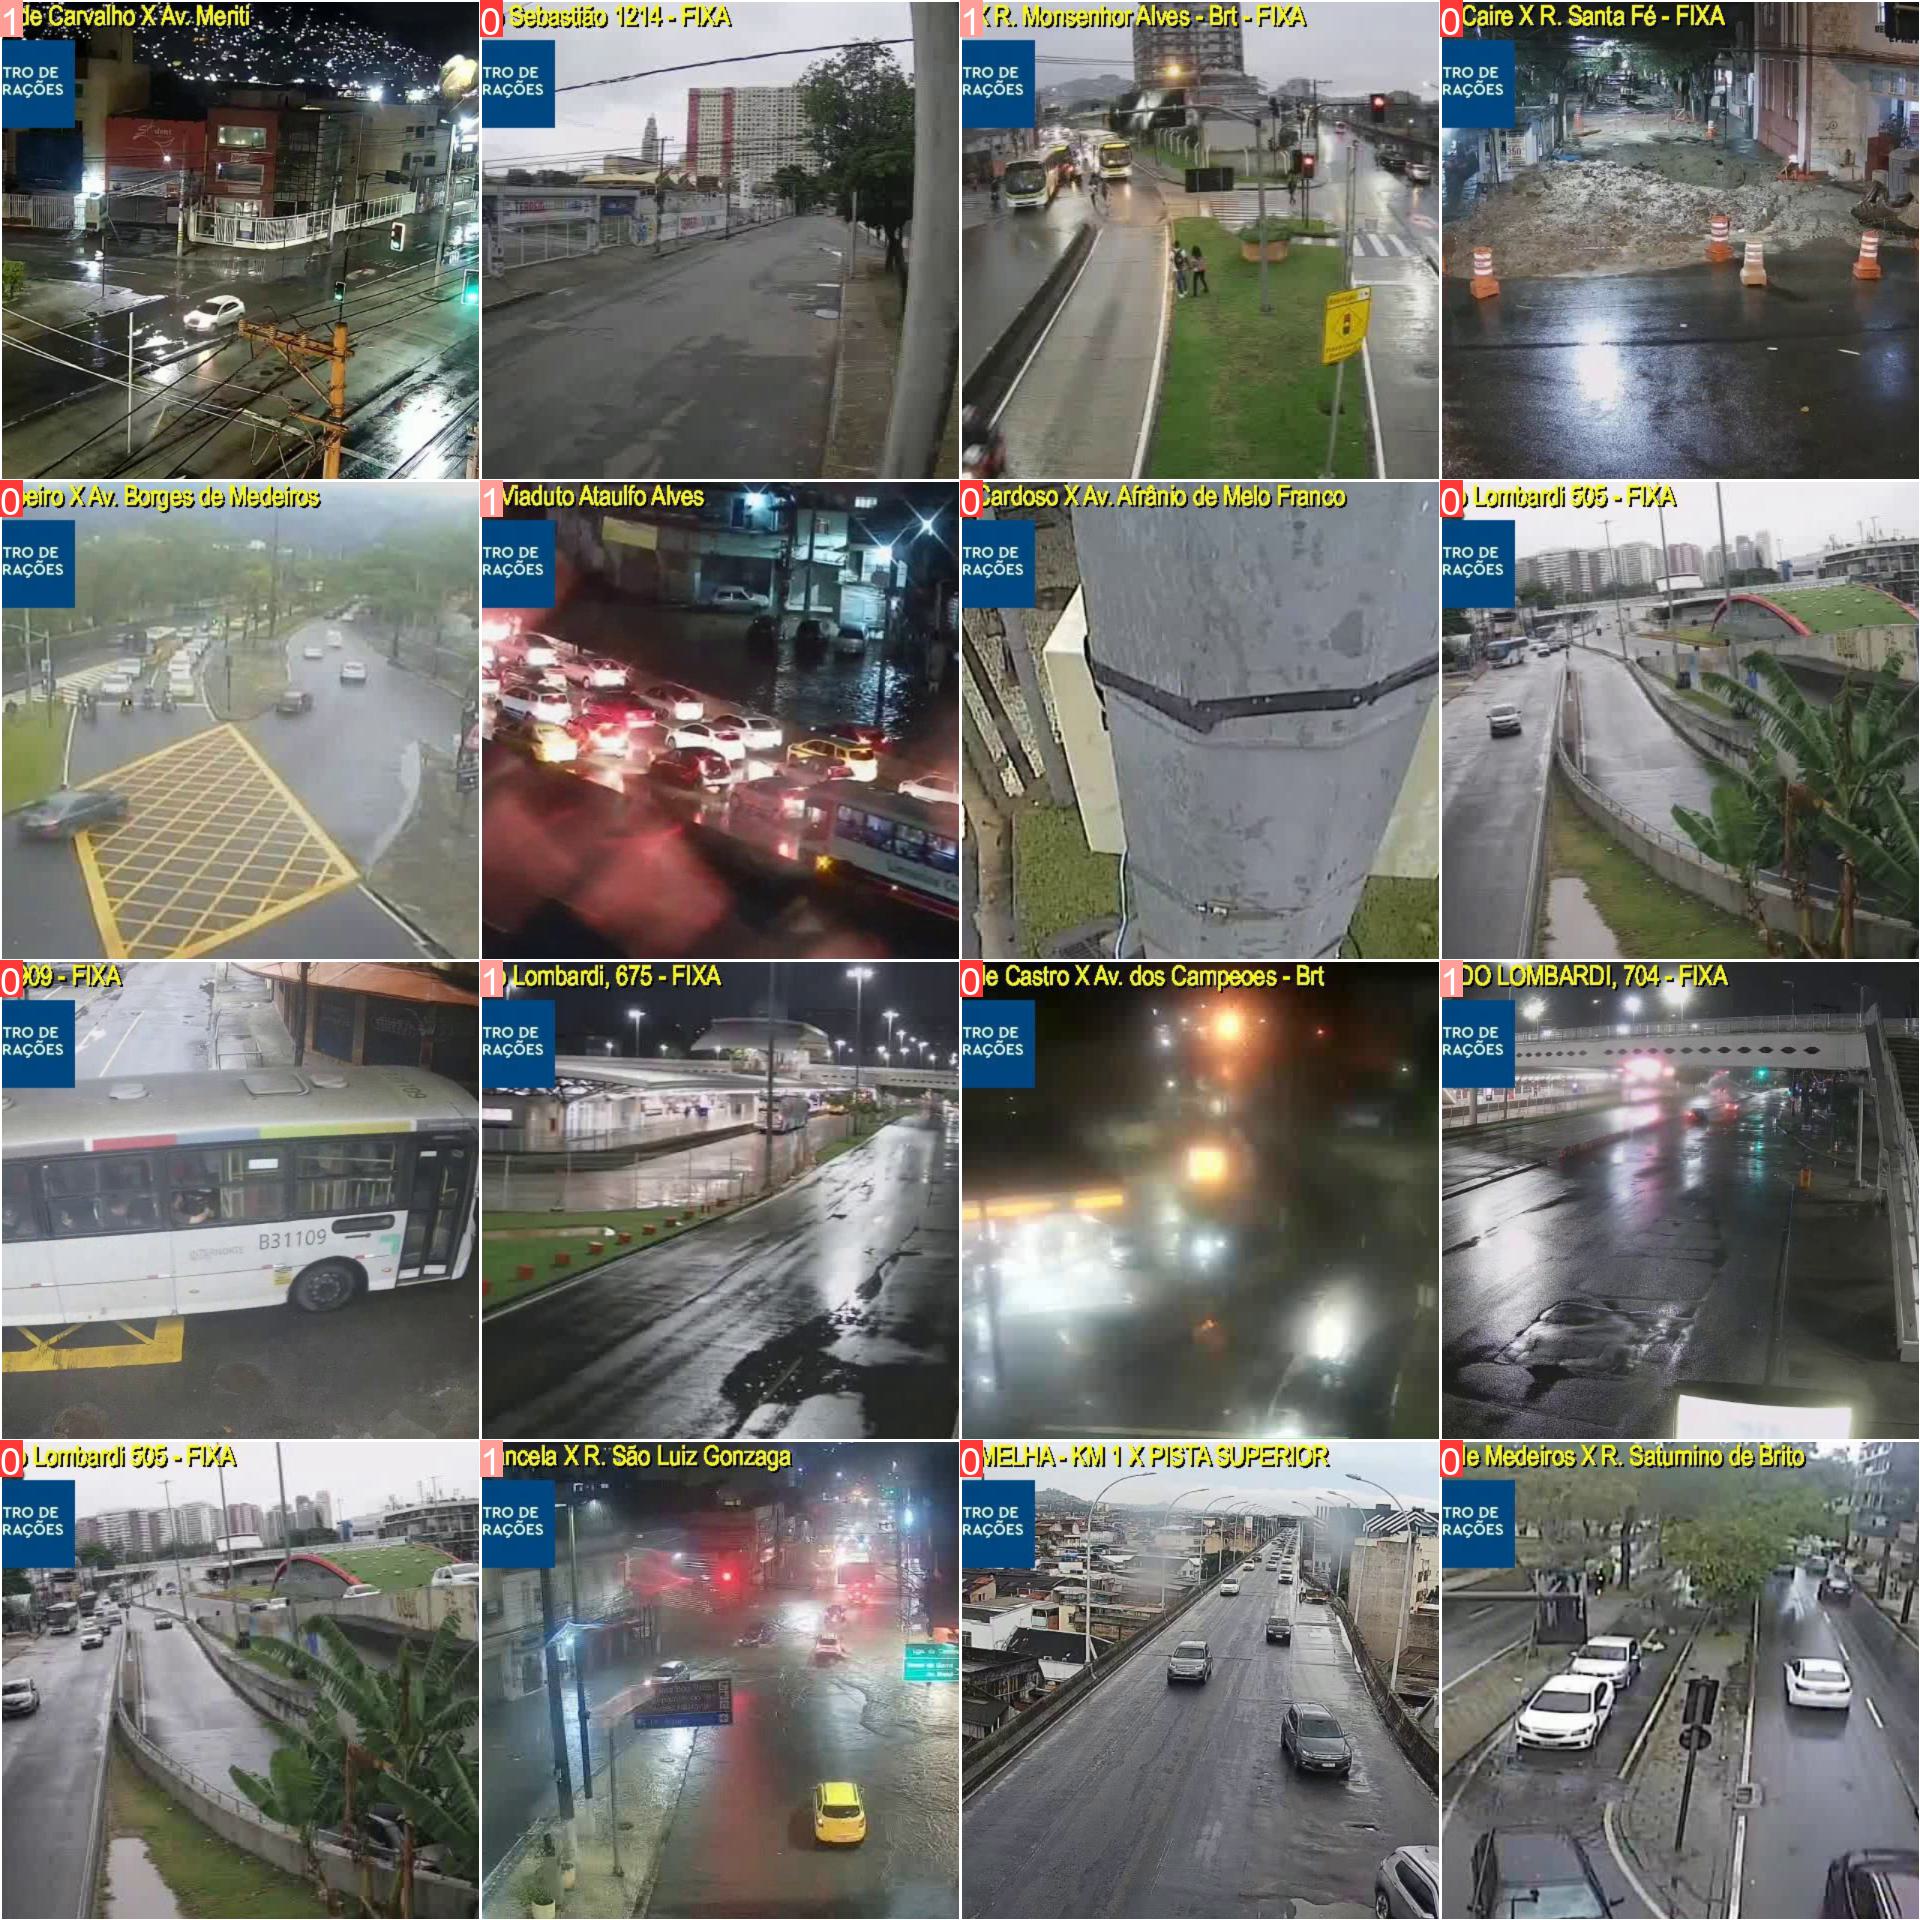 1
de Carvalho X Av. Meriti
TRO DE
RAÇÕES
0
Sebastião 1214 - FIXA
TRO DE
RAÇÕES
1
X R. Monsenhor Alves - Brt - FIXA
TRO DE
RAÇÕES
0
Caire X R. Santa Fé - FIXA
TRO DE
RAÇÕES
0
eiro X Av. Borges de Medeiros
TRO DE
RAÇÕES
1
Viaduto Ataulfo Alves
TRO DE
RAÇÕES
0
Cardoso X Av. Afrânio de Melo Franco
TRO DE
RAÇÕES
0
Lombardi 505 - FIXA
TRO DE
RAÇÕES
0
09 - FIXA
TRO DE
RAÇÕES
B31109
1
Lombardi, 675 - FIXA
TRO DE
RAÇÕES
0
e Castro X Av. dos Campeoes - Brt
TRO DE
RAÇÕES
1
DO LOMBARDI, 704 - FIXA
TRO DE
RAÇÕES
0
Lombardi 505 - FIXA
TRO DE
RAÇÕES
1
ancela X R. São Luiz Gonzaga
TRO DE
RAÇÕES
0
MELHA - KM 1 X PISTA SUPERIOR
TRO DE
RAÇÕES
0
de Medeiros X R. Saturnino de Brito
TRO DE
RAÇÕES